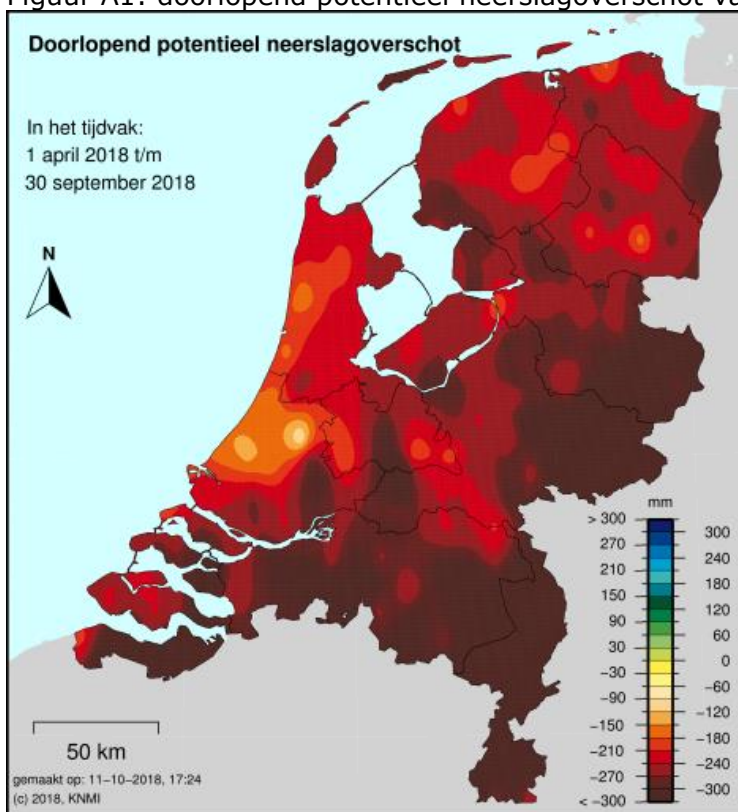 Figuur A1: doorlopend potentieel neerslagoverschot va
Doorlopend potentieel neerslagoverschot
In het tijdvak:
1 april 2018 t/m
30 september 2018
N
mm
> 300
300
270
240
210
180
150
120
90
60
30
0
−30
−60
−90
−120
−150
−180
−210
−240
−270
−300
< −300
50 km
gemaakt op: 11−10−2018, 17:24
(c) 2018, KNMI